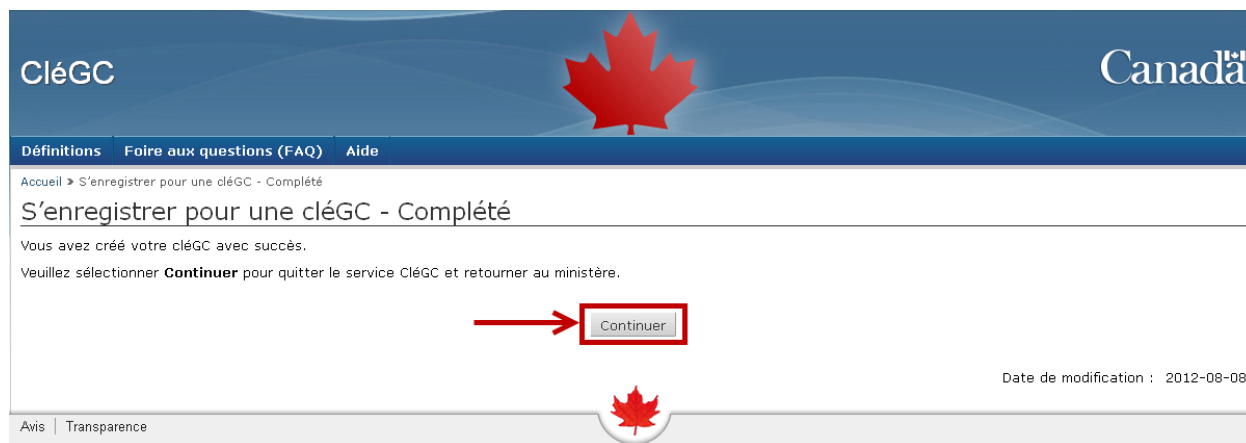 CléGC
Canada
Définitions Foire aux questions (FAQ) Aide
Accueil > S'enregistrer pour une cléGC - Complété
S'enregistrer pour une cléGC - Complété
Vous avez créé votre cléGC avec succès.
Veuillez sélectionner Continuer pour quitter le service CléGC et retourner au ministère.
Continuer
Date de modification : 2012-08-08
Avis | Transparence